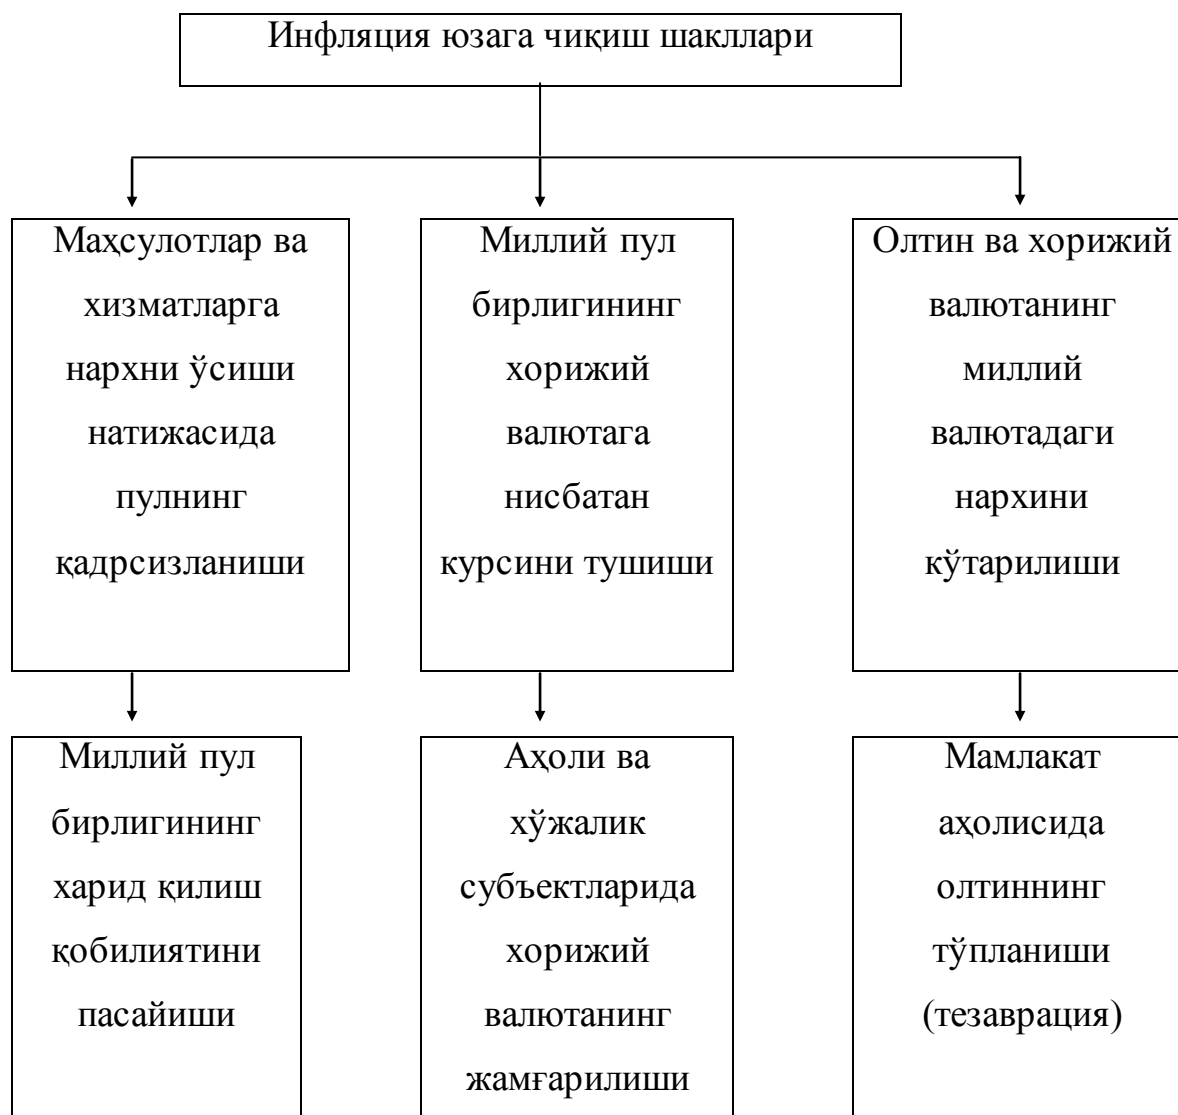 Инфляция юзага чиқиш шакллари
Маҳсулотлар ва
хизматларга
нархни ўсиши
натижасида
пулнинг
қадрсизланиши
Миллий пул
бирлигининг
хорижий
валютага
нисбатан
курсини тушиши
Олтин ва хорижий
валютанинг
миллий
валютадаги
нархини
кўтарилиши
Миллий пул
бирлигининг
харид қилиш
қобилиятини
пасайиши
Аҳоли ва
хўжалик
субъектларида
хорижий
валютанинг
жамғарилиши
Мамлакат
аҳолисида
олтиннинг
тўпланиши
(тезаврация)